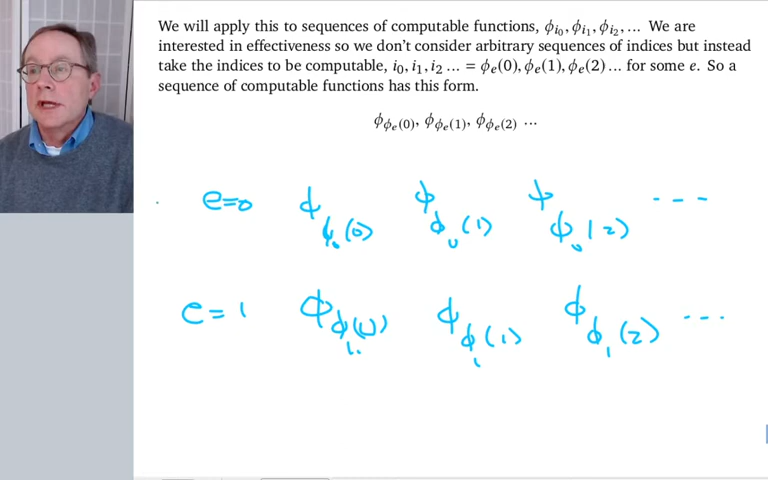 We will apply this to sequences of computable functions, ϕ_{i_0}, ϕ_{i_1}, ϕ_{i_2}, ... We are
interested in effectiveness so we don't consider arbitrary sequences of indices but instead
take the indices to be computable, i_0, i_1, i_2 ... = ϕ_e(0), ϕ_e(1), ϕ_e(2) ... for some e. So a
sequence of computable functions has this form.
ϕ_{ϕ_e(0)}, ϕ_{ϕ_e(1)}, ϕ_{ϕ_e(2)} ...
e=0 ϕ_{ϕ_0(0)} ϕ_{ϕ_0(1)} ϕ_{ϕ_0(2)} ---
e=1 ϕ_{ϕ_1(0)} ϕ_{ϕ_1(1)} ϕ_{ϕ_1(2)} ...